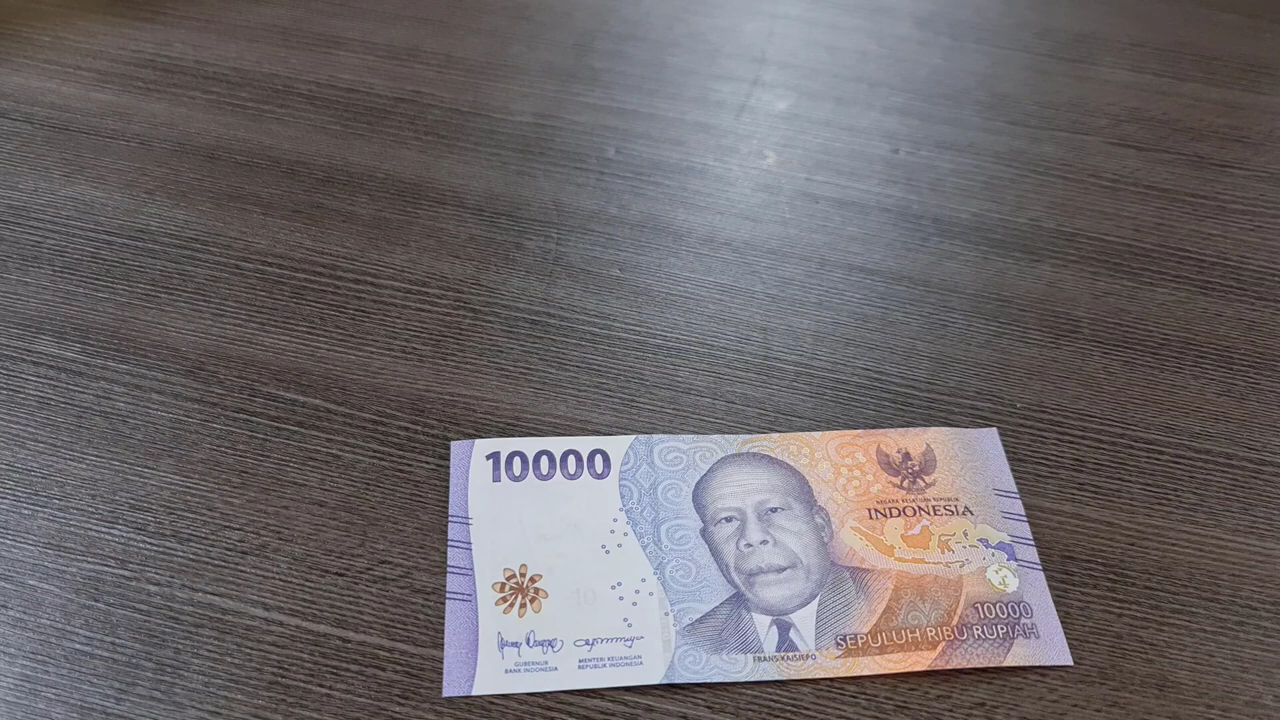 10000
NEGARA KESATUAN REPUBLIK
INDONESIA
10000
SEPULUH RIBU RUPIAH
FRANS KAISIEPO
GUBERNUR
BANK INDONESIA
MENTERI KEUANGAN
REPUBLIK INDONESIA